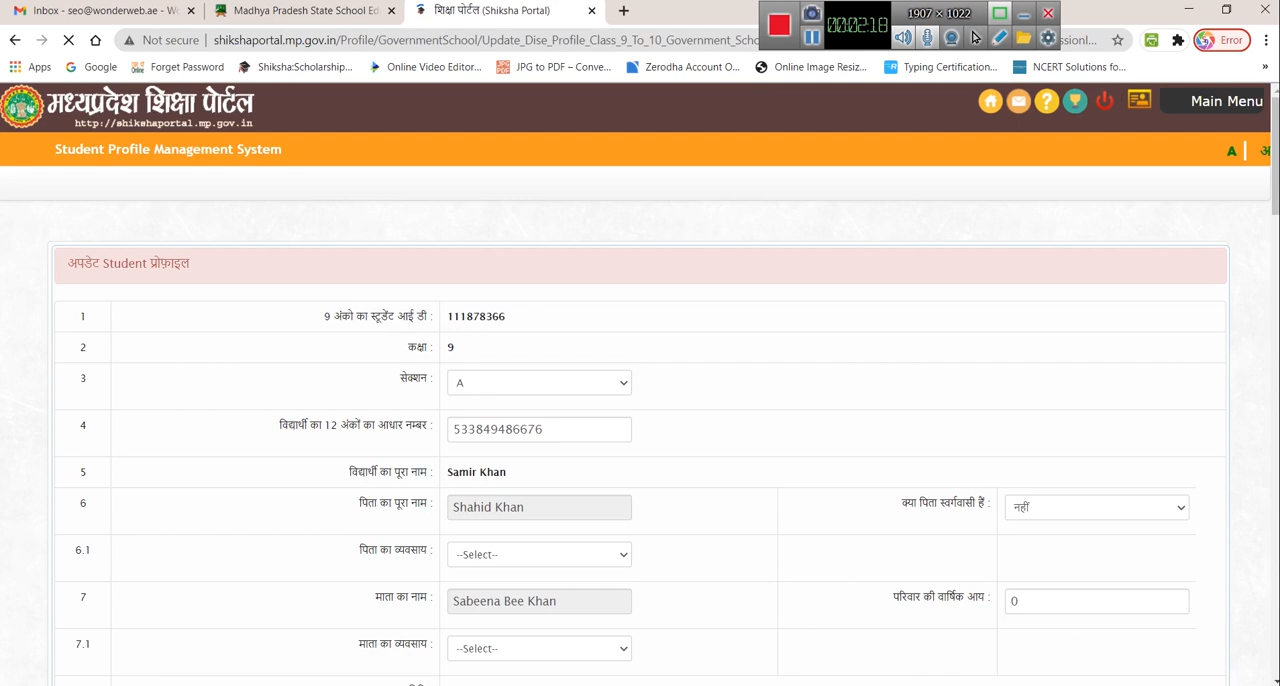 Inbox - seo@wonderweb.ae - W
Madhya Pradesh State School Ed
शिक्षा पोर्टल (Shiksha Portal)
1907 × 1022
00:02:18
Not secure
shikshaportal.mp.gov.in/Profile/GovernmentSchool/Update_Dise_Profile_Class_9_To_10_Government_Scho
ssionI...
Error
Apps
Google
Forget Password
Shiksha:Scholarship...
Online Video Editor...
JPG to PDF – Conve...
Zerodha Account O...
Online Image Resiz...
Typing Certification...
NCERT Solutions fo...
»
मध्यप्रदेश शिक्षा पोर्टल
http://shikshaportal.mp.gov.in
Main Menu
Student Profile Management System
A | अ
अपडेट Student प्रोफ़ाइल
1 9 अंको का स्टूडेंट आई डी : 111878366
2 कक्षा : 9
3 सेक्शन : A
4 विद्यार्थी का 12 अंकों का आधार नम्बर : 533849486676
5 विद्यार्थी का पूरा नाम : Samir Khan
6 पिता का पूरा नाम : Shahid Khan क्या पिता स्वर्गवासी हैं : नहीं
6.1 पिता का व्यवसाय : --Select--
7 माता का नाम : Sabeena Bee Khan परिवार की वार्षिक आय : 0
7.1 माता का व्यवसाय : --Select--